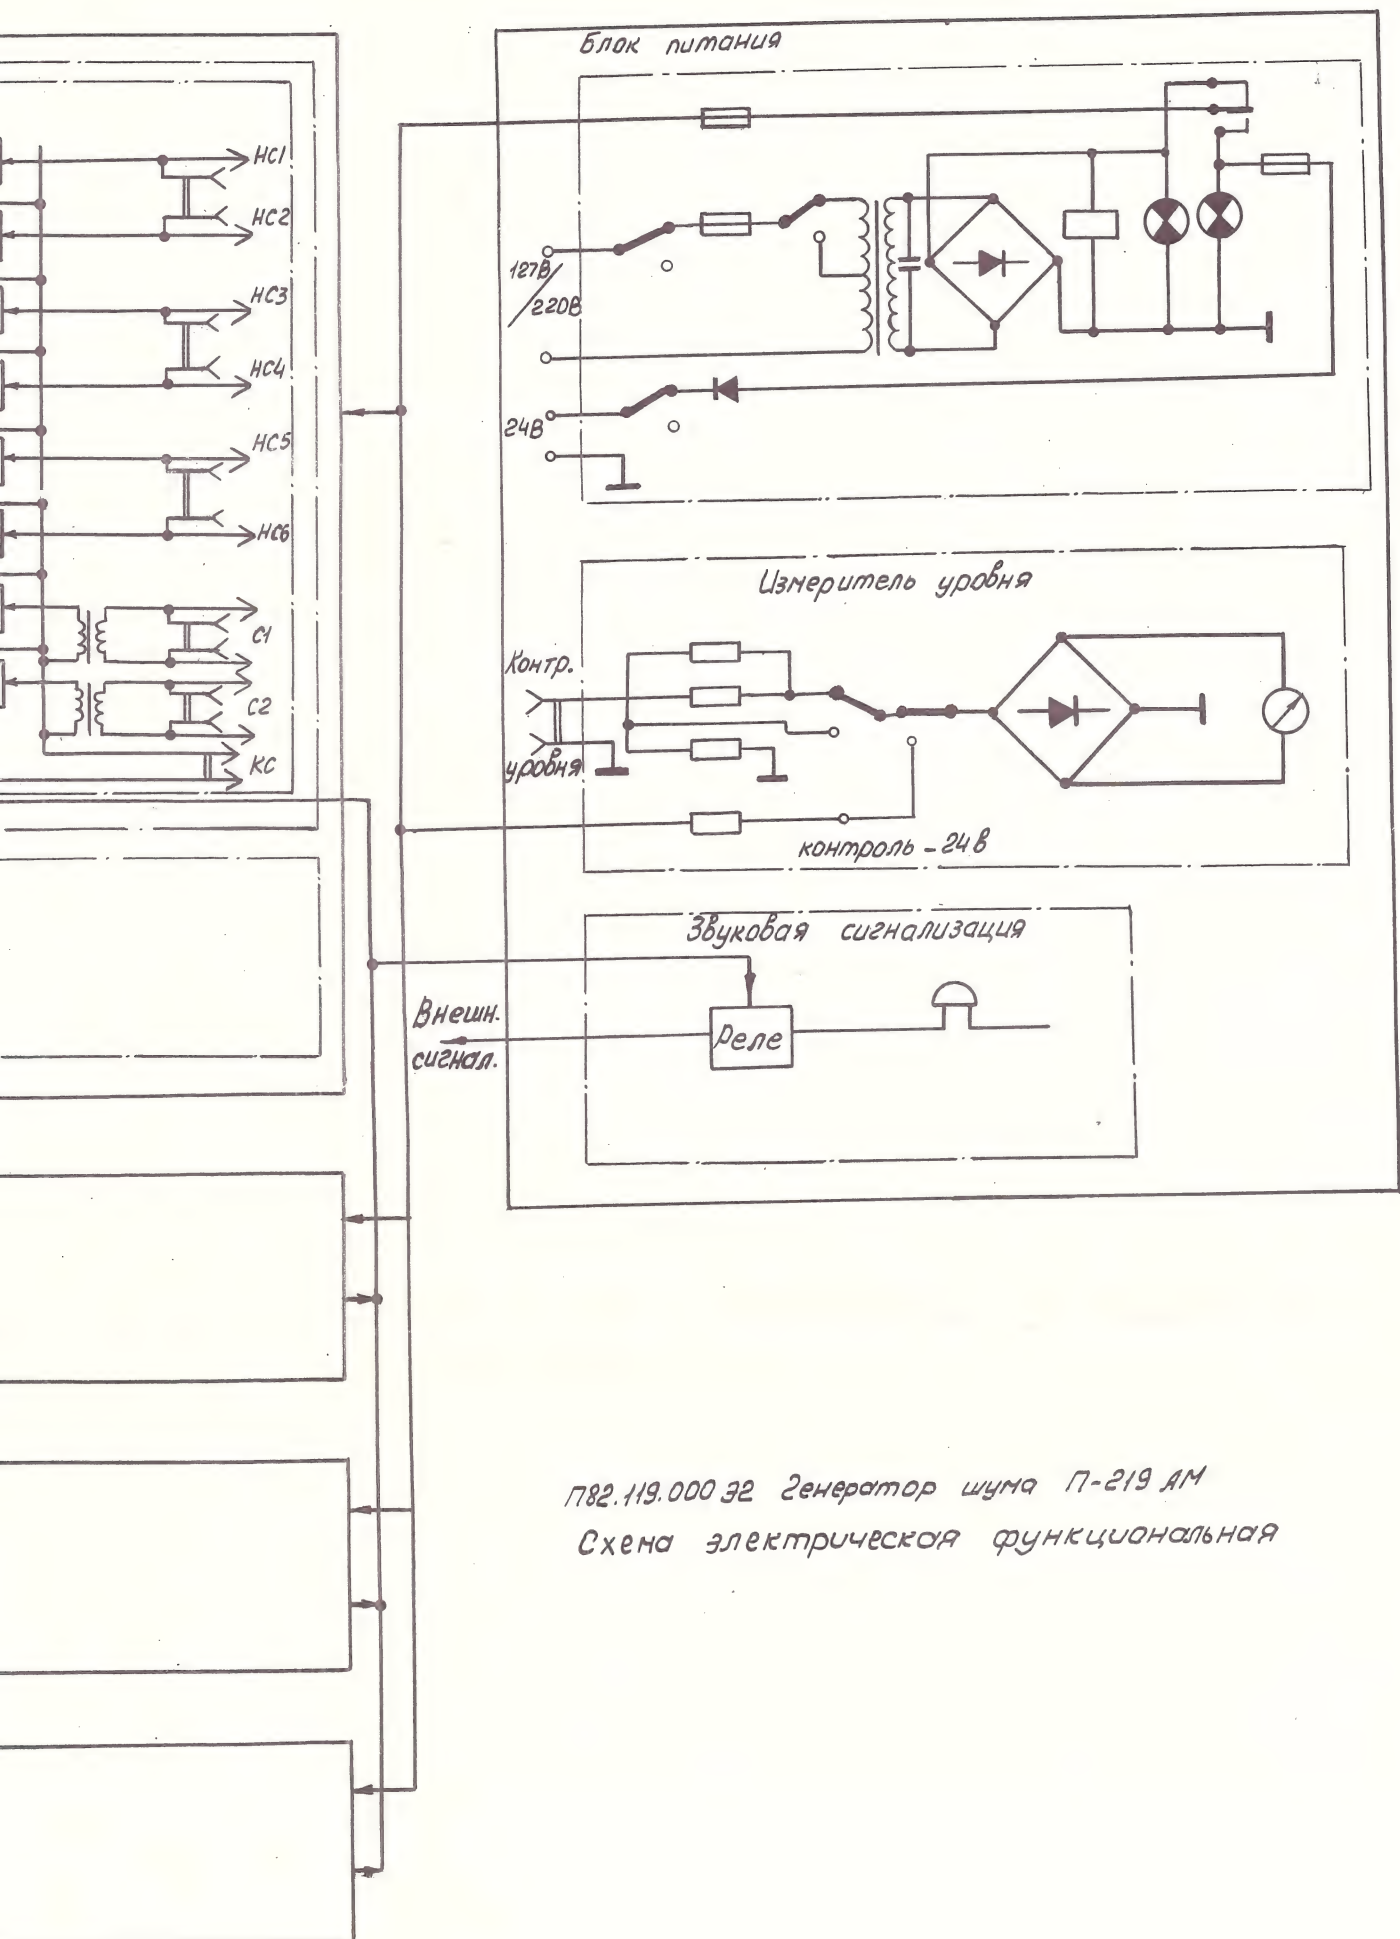 Блок питания
НС1
НС2
НС3
НС4
НС5
НС6
С1
С2
КС
127В/
220В
24В
Измеритель уровня
Контр.
уровня
контроль - 24В
Звуковая сигнализация
Внешн.
сигнал.
Реле
П82.119.000 Э2 Генератор шума П-219 АМ
Схема электрическая функциональная